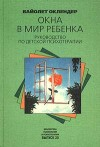 ВАЙОЛЕТ ОКЛЕНДЕР
ОКНА
В МИР РЕБЕНКА
РУКОВОДСТВО
ПО ДЕТСКОЙ ПСИХОТЕРАПИИ